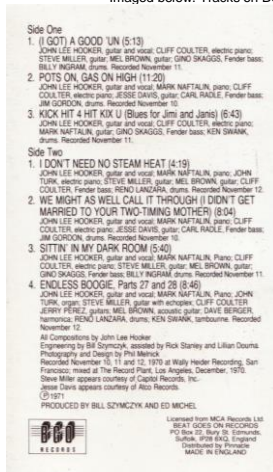 Side One
1. (I GOT) A GOOD 'UN (5:13)
JOHN LEE HOOKER, guitar and vocal; CLIFF COULTER, electric piano;
STEVE MILLER, guitar; MEL BROWN, guitar; GINO SKAGGS, Fender bass;
BILLY INGRAM, drums. Recorded November 11.
2. POTS ON, GAS ON HIGH (11:20)
JOHN LEE HOOKER, guitar and vocal; MARK NAFTALIN, piano; CLIFF
COULTER, electric piano; JESSE DAVIS, guitar; CARL RADLE, Fender bass;
JIM GORDON, drums. Recorded November 10.
3. KICK HIT 4 HIT KIX U (Blues for Jimi and Janis) (6:43)
JOHN LEE HOOKER, guitar and vocal; CLIFF COULTER, electric piano;
MARK NAFTALIN, guitar; GINO SKAGGS, Fender bass; KEN SWANK,
drums. Recorded November 11.
Side Two
1. I DON'T NEED NO STEAM HEAT (4:19)
JOHN LEE HOOKER, guitar and vocal; MARK NAFTALIN, piano; JOHN
TURK, electric piano; STEVE MILLER, guitar; MEL BROWN, guitar; CLIFF
COULTER, Fender bass; RENO LANZARA, drums. Recorded November 12.
2. WE MIGHT AS WELL CALL IT THROUGH (I DIDN'T GET
MARRIED TO YOUR TWO-TIMING MOTHER) (8:04)
JOHN LEE HOOKER, guitar and vocal; MARK NAFTALIN, piano; CLIFF
COULTER, electric piano; JESSE DAVIS, guitar; CARL RADLE, Fender bass;
JIM GORDON, drums. Recorded November 10.
3. SITTIN' IN MY DARK ROOM (5:40)
JOHN LEE HOOKER, guitar and vocal; MARK NAFTALIN, Piano; CLIFF
COULTER, electric piano; STEVE MILLER, guitar; MEL BROWN, guitar;
GINO SKAGGS, Fender bass; BILLY INGRAM, drums. Recorded November 11.
4. ENDLESS BOOGIE, Parts 27 and 28 (8:46)
JOHN LEE HOOKER, guitar and vocal; MARK NAFTALIN, piano; JOHN
TURK, organ; STEVE MILLER, guitar with echoplex; CLIFF COULTER
JERRY PEREZ, guitars; MEL BROWN, acoustic guitar; DAVE BERGER,
harmonica; RENO LANZARA, drums; KEN SWANK, tambourine. Recorded
November 12.
All Compositions by John Lee Hooker
Engineering by Bill Szymczyk, assisted by Rick Stanley and Lillian Douma.
Photography and Design by Phil Melnick
Recorded November 10, 11 and 12, 1970 at Wally Heider Recording, San
Francisco; mixed at The Record Plant, Los Angeles, December, 1970.
Steve Miller appears courtesy of Capitol Records, Inc.
Jesse Davis appears courtesy of Atco Records.
℗ 1971
PRODUCED BY BILL SZYMCZYK AND ED MICHEL
Licensed from MCA Records Ltd.
BEAT GOES ON RECORDS
PO Box 22, Bury St. Edmunds,
Suffolk, IP28 6XQ, England
Distributed by Pinnacle
MADE IN ENGLAND
BGO
RECORDS